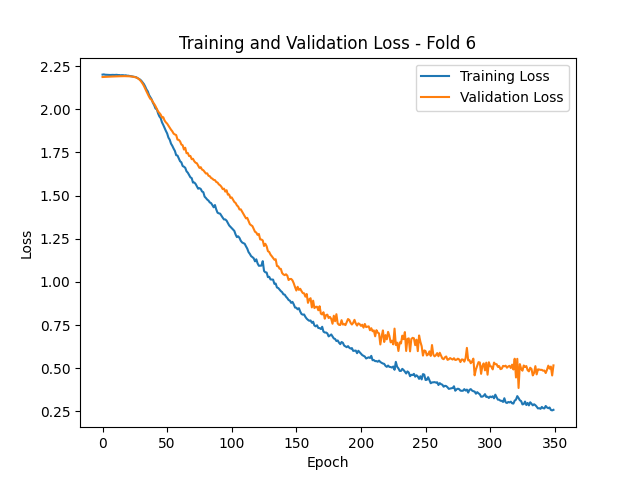 Training and Validation Loss - Fold 6
Training Loss
Validation Loss
Loss
2.25
2.00
1.75
1.50
1.25
1.00
0.75
0.50
0.25
0 50 100 150 200 250 300 350
Epoch